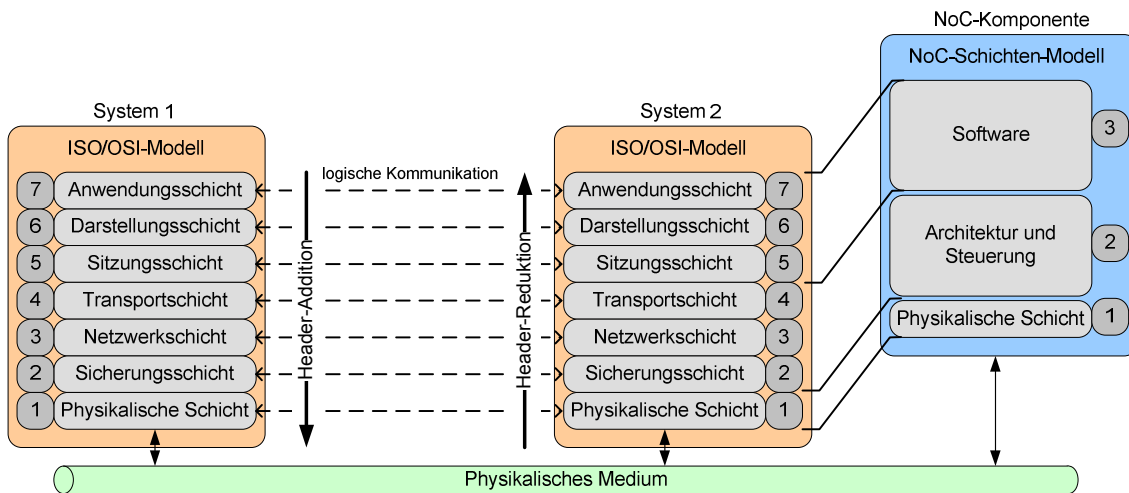 NoC-Komponente
NoC-Schichten-Modell
Software
3
Architektur und
Steuerung
2
Physikalische Schicht
1
System 1
ISO/OSI-Modell
7 Anwendungsschicht
6 Darstellungsschicht
5 Sitzungsschicht
4 Transportschicht
3 Netzwerkschicht
2 Sicherungsschicht
1 Physikalische Schicht
Header-Addition
logische Kommunikation
Header-Reduktion
System 2
ISO/OSI-Modell
Anwendungsschicht 7
Darstellungsschicht 6
Sitzungsschicht 5
Transportschicht 4
Netzwerkschicht 3
Sicherungsschicht 2
Physikalische Schicht 1
Physikalisches Medium